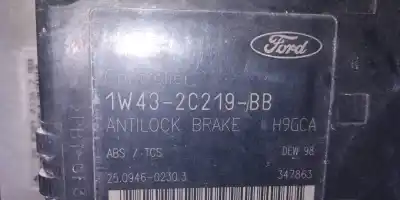 Ford
1W43-2C219-BB
ANTILOCK BRAKE H9GCA
ABS / TCS DEW 98
25.0946-0230.3 347863